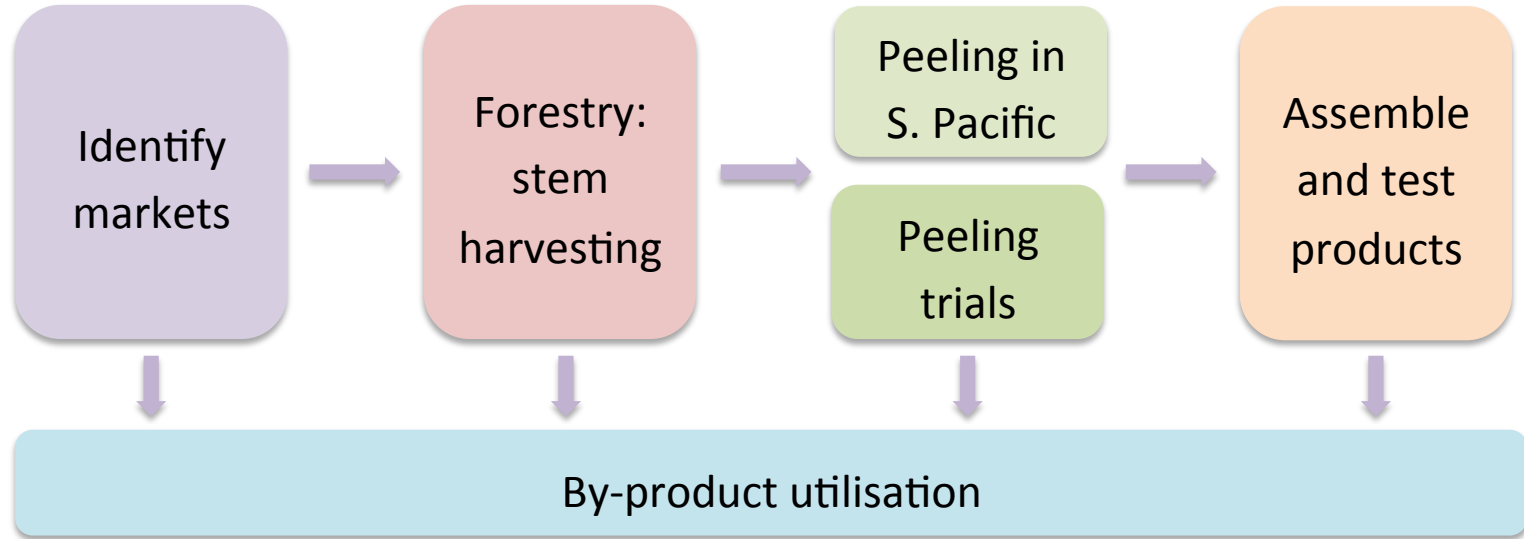 Identify
markets
Forestry:
stem
harvesting
Peeling in
S. Pacific
Peeling
trials
Assemble
and test
products
By-product utilisation